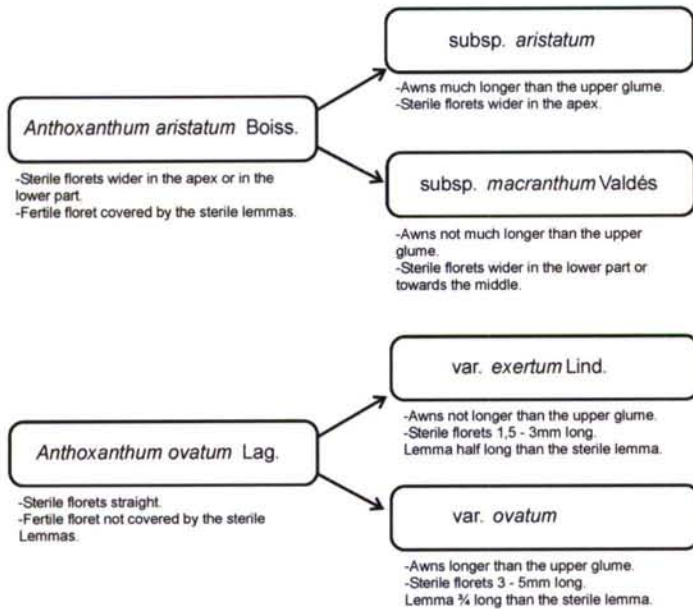 subsp. aristatum
-Awns much longer than the upper glume.
-Sterile florets wider in the apex.
Anthoxanthum aristatum Boiss.
-Sterile florets wider in the apex or in the
lower part.
-Fertile floret covered by the sterile lemmas.
subsp. macranthum Valdés
-Awns not much longer than the upper
glume.
-Sterile florets wider in the lower part or
towards the middle.
var. exertum Lind.
-Awns not longer than the upper glume.
-Sterile florets 1,5 - 3mm long.
Lemma half long than the sterile lemma.
Anthoxanthum ovatum Lag.
-Sterile florets straight.
-Fertile floret not covered by the sterile
Lemmas.
var. ovatum
-Awns longer than the upper glume.
-Sterile florets 3 - 5mm long.
Lemma ¾ long than the sterile lemma.